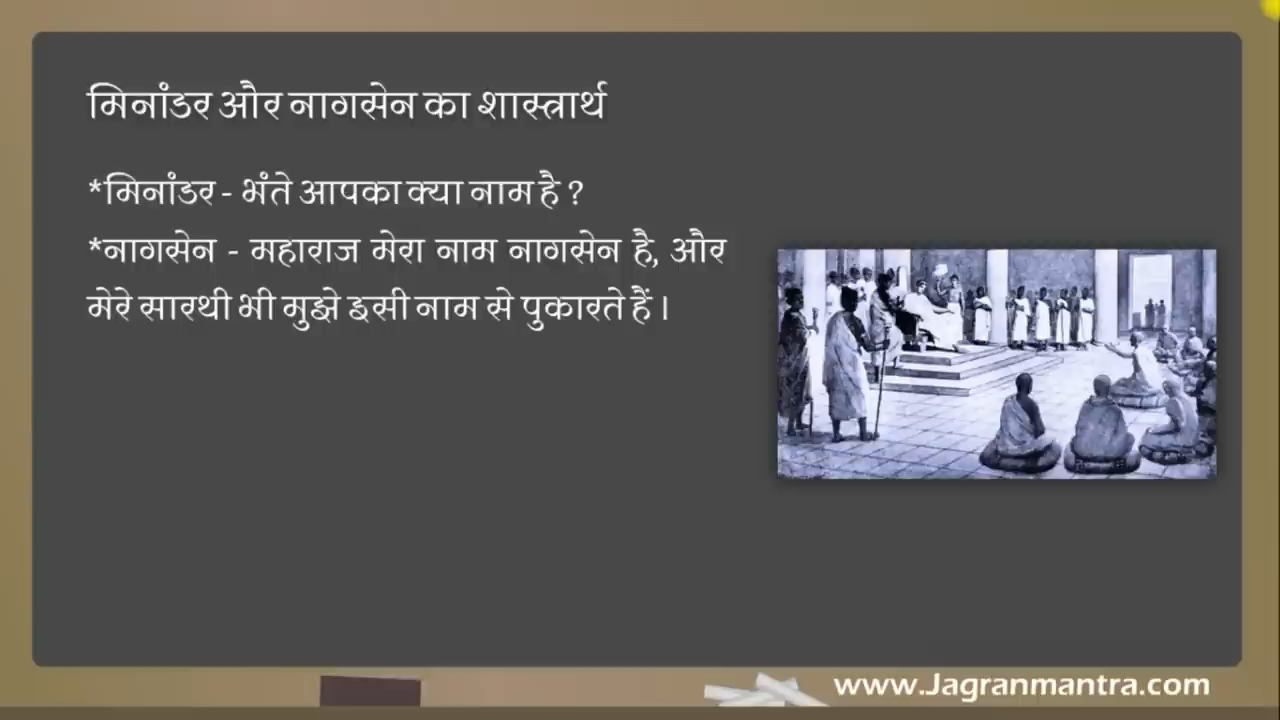 मिनांडर और नागसेन का शास्त्रार्थ
*मिनांडर - भंते आपका क्या नाम है ?
*नागसेन - महाराज मेरा नाम नागसेन है, और
मेरे सारथी भी मुझे इसी नाम से पुकारते हैं ।
www.Jagranmantra.com